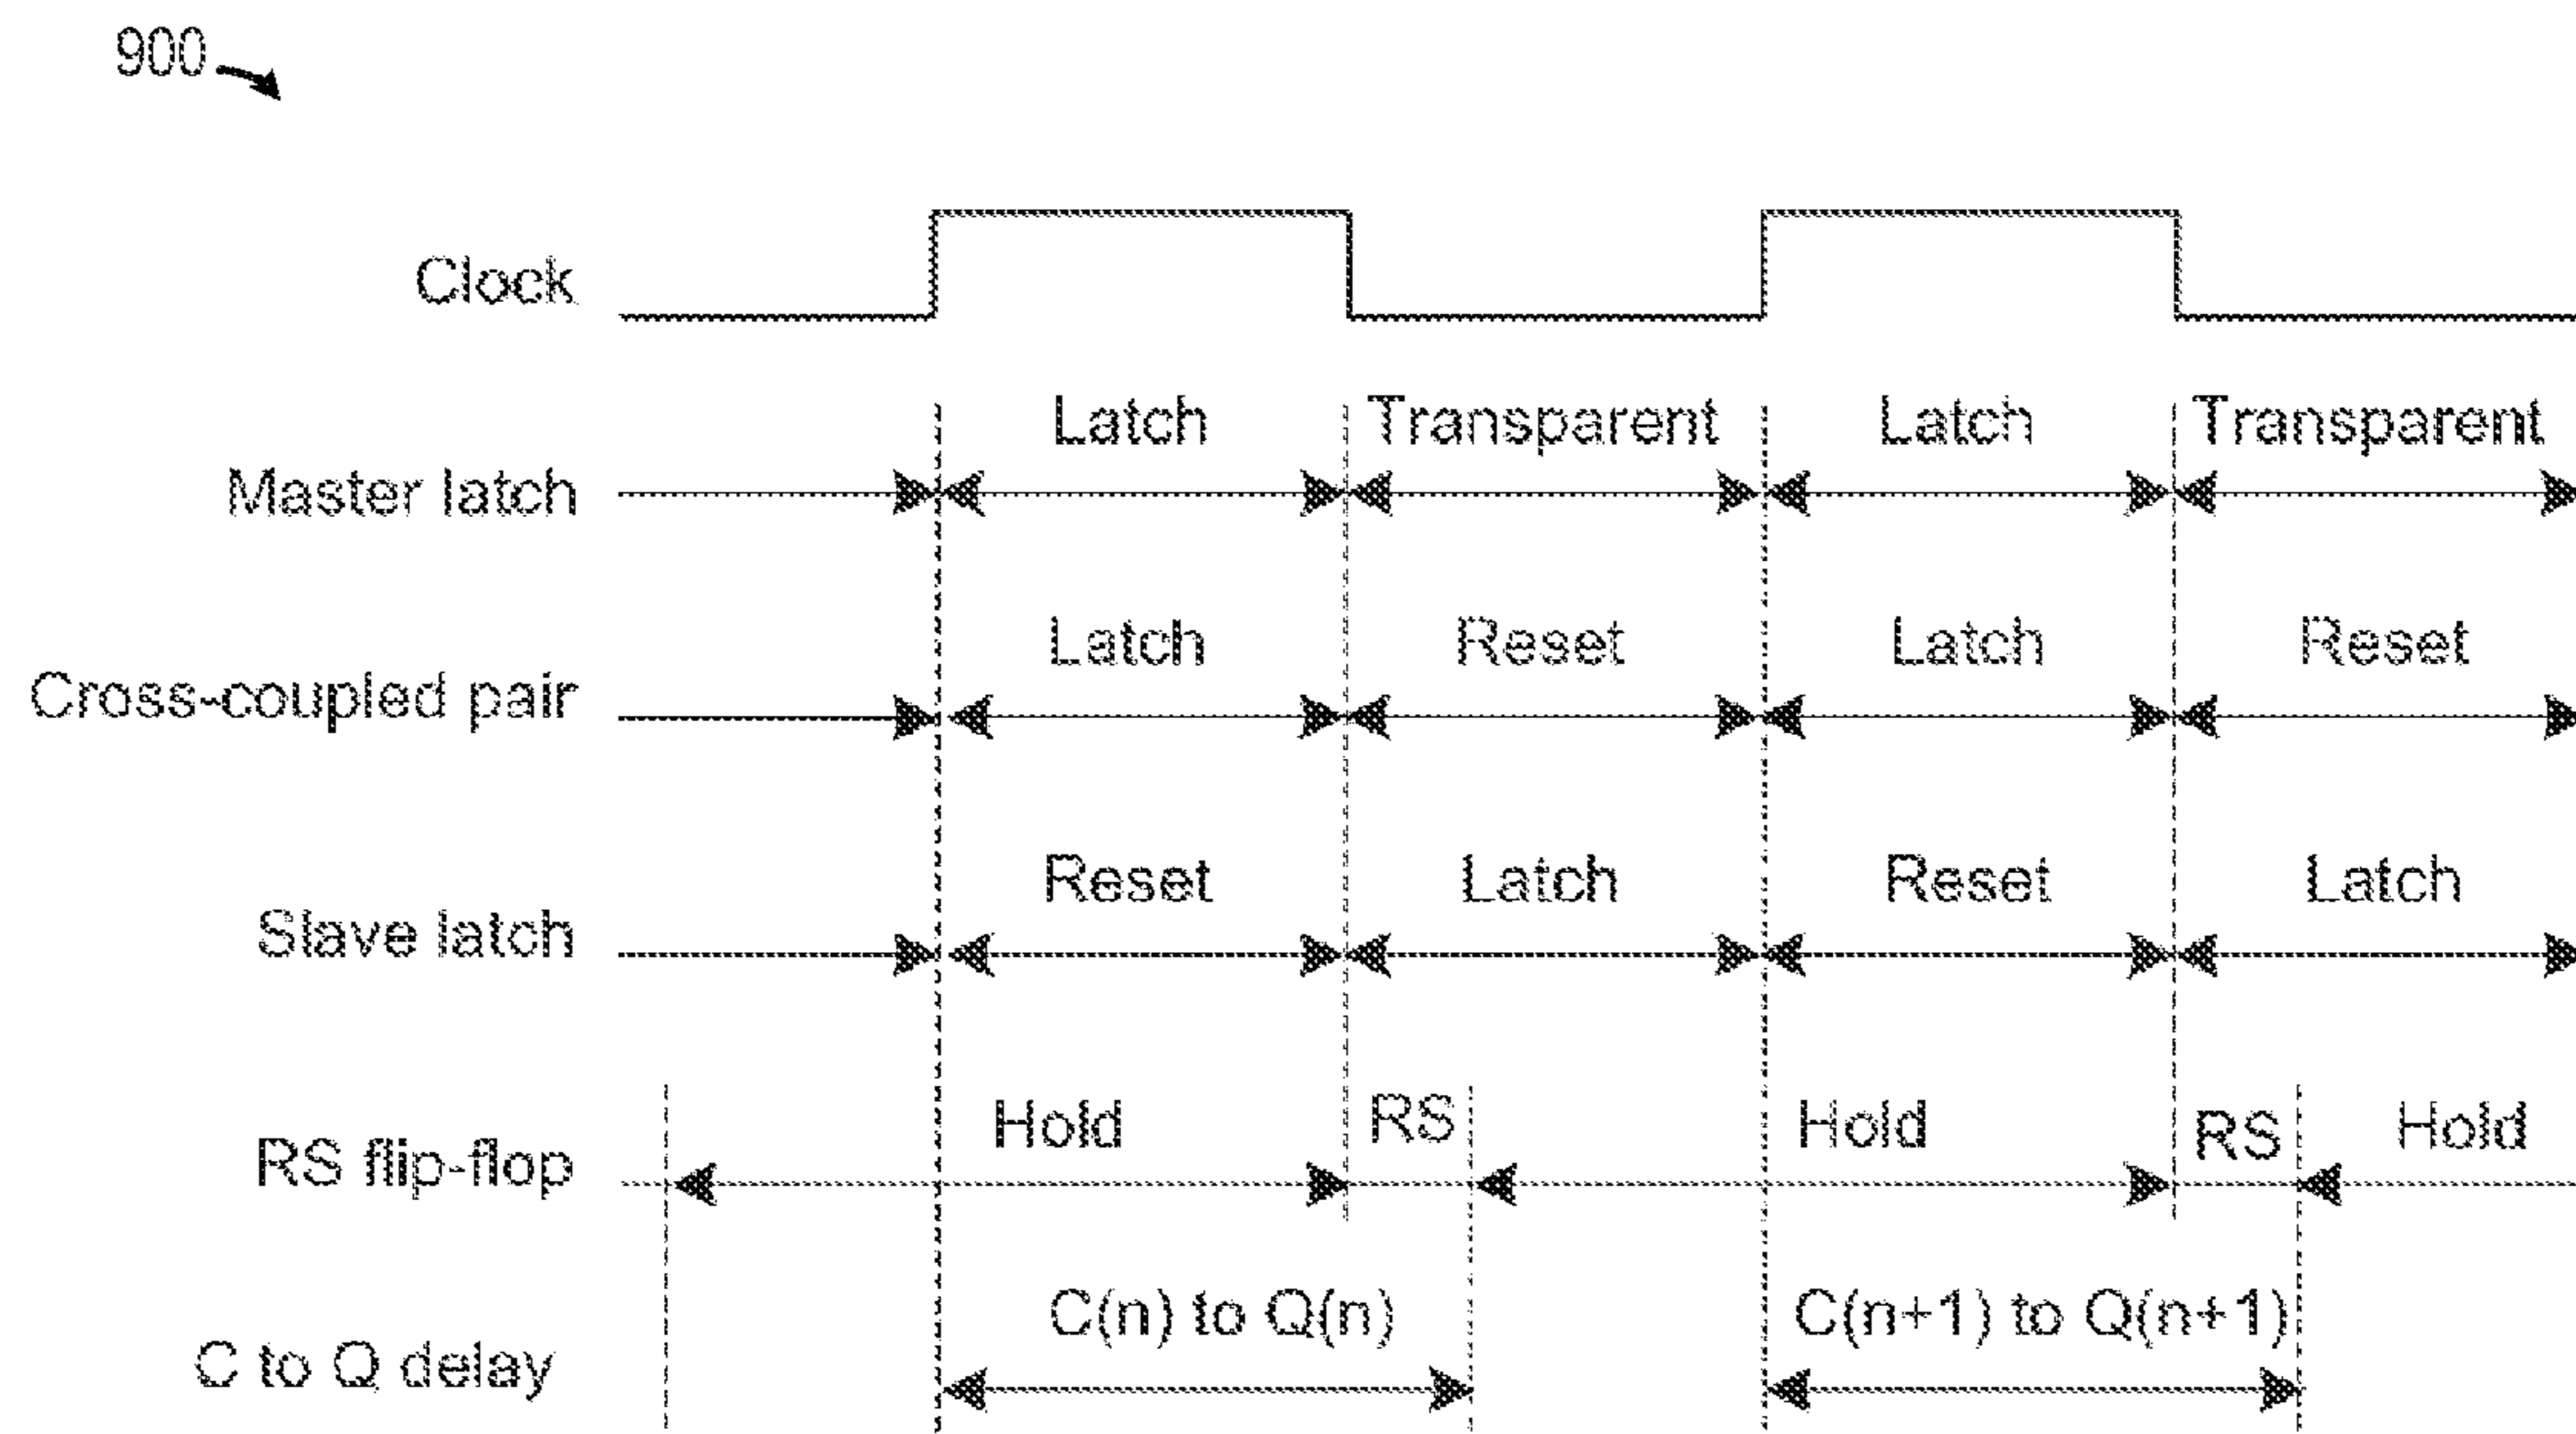 900
Clock
Latch Transparent Latch Transparent
Master latch
Latch Reset Latch Reset
Cross-coupled pair
Reset Latch Reset Latch
Slave latch
Hold RS Hold RS Hold
RS flip-flop
C(n) to Q(n) C(n+1) to Q(n+1)
C to Q delay